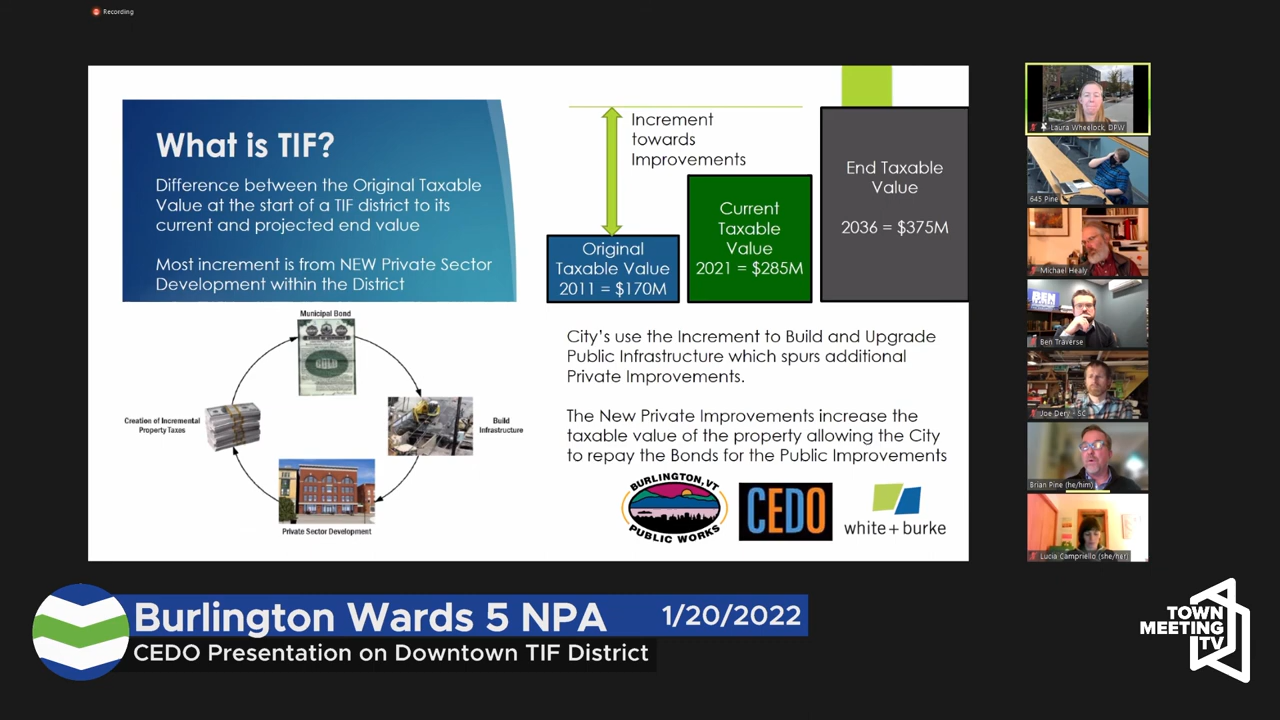 Recording
What is TIF?
Difference between the Original Taxable
Value at the start of a TIF district to its
current and projected end value
Most increment is from NEW Private Sector
Development within the District
Increment
towards
Improvements
Original
Taxable Value
2011 = $170M
Current
Taxable
Value
2021 = $285M
End Taxable
Value
2036 = $375M
Municipal Bond
Build
Infrastructure
Private Sector Development
Creation of Incremental
Property Taxes
City's use the Increment to Build and Upgrade
Public Infrastructure which spurs additional
Private Improvements.
The New Private Improvements increase the
taxable value of the property allowing the City
to repay the Bonds for the Public Improvements
BURLINGTON, VT
PUBLIC WORKS
CEDO
white + burke
Laura Wheelock, DPW
645 Pine
Michael Healy
BEN
Ben Traverse
Joe Dery - SC
Brian Pine (he/him)
Lucia Campriello (she/her)
Burlington Wards 5 NPA
1/20/2022
CEDO Presentation on Downtown TIF District
TOWN
MEETING
TV